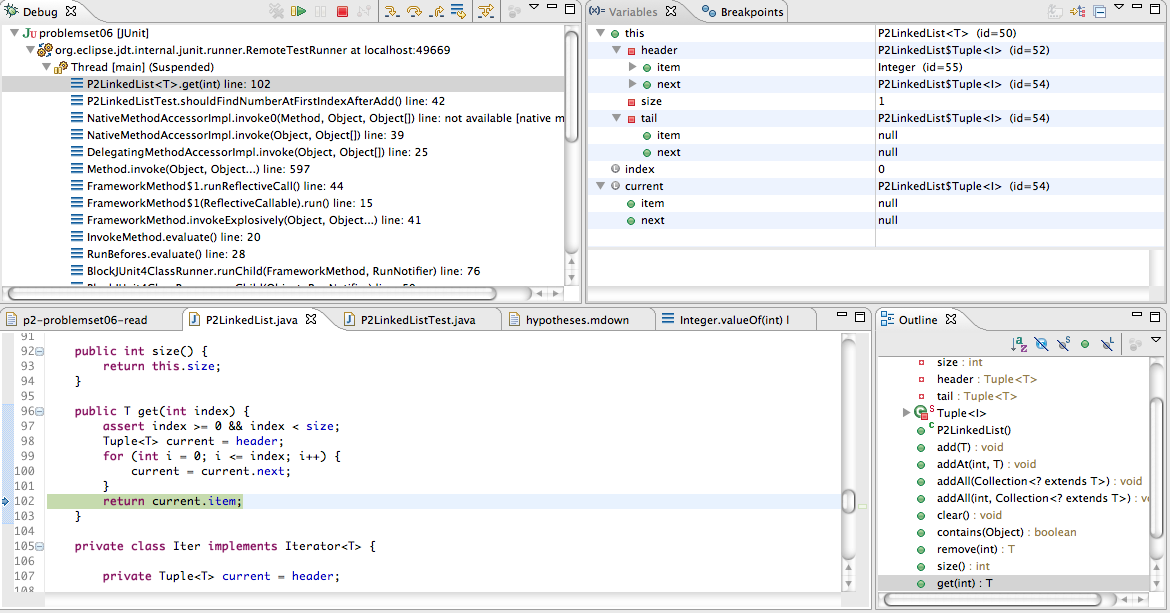 Debug
problemset06 [JUnit]
org.eclipse.jdt.internal.junit.runner.RemoteTestRunner at localhost:49669
Thread [main] (Suspended)
P2LinkedList<T>.get(int) line: 102
P2LinkedListTest.shouldFindNumberAtFirstIndexAfterAdd() line: 42
NativeMethodAccessorImpl.invoke0(Method, Object, Object[]) line: not available [native m
NativeMethodAccessorImpl.invoke(Object, Object[]) line: 39
DelegatingMethodAccessorImpl.invoke(Object, Object[]) line: 25
Method.invoke(Object, Object...) line: 597
FrameworkMethod$1.runReflectiveCall() line: 44
FrameworkMethod$1(ReflectiveCallable).run() line: 15
FrameworkMethod.invokeExplosively(Object, Object...) line: 41
InvokeMethod.evaluate() line: 20
RunBefores.evaluate() line: 28
BlockJUnit4ClassRunner.runChild(FrameworkMethod, RunNotifier) line: 76
(x)= Variables
Breakpoints
this P2LinkedList<T> (id=50)
header P2LinkedList$Tuple<I> (id=52)
item Integer (id=55)
next P2LinkedList$Tuple<I> (id=54)
size 1
tail P2LinkedList$Tuple<I> (id=54)
item null
next null
index 0
current P2LinkedList$Tuple<I> (id=54)
item null
next null
p2-problemset06-read
P2LinkedList.java
P2LinkedListTest.java
hypotheses.mdown
Integer.valueOf(int) l
91
92 public int size() {
93 return this.size;
94 }
95
96 public T get(int index) {
97 assert index >= 0 && index < size;
98 Tuple<T> current = header;
99 for (int i = 0; i <= index; i++) {
100 current = current.next;
101 }
102 return current.item;
103 }
104
105 private class Iter implements Iterator<T> {
106
107 private Tuple<T> current = header;
108
Outline
size : int
header : Tuple<T>
tail : Tuple<T>
Tuple<I>
P2LinkedList()
add(T) : void
addAt(int, T) : void
addAll(Collection<? extends T>) : void
addAll(int, Collection<? extends T>) : v
clear() : void
contains(Object) : boolean
remove(int) : T
size() : int
get(int) : T